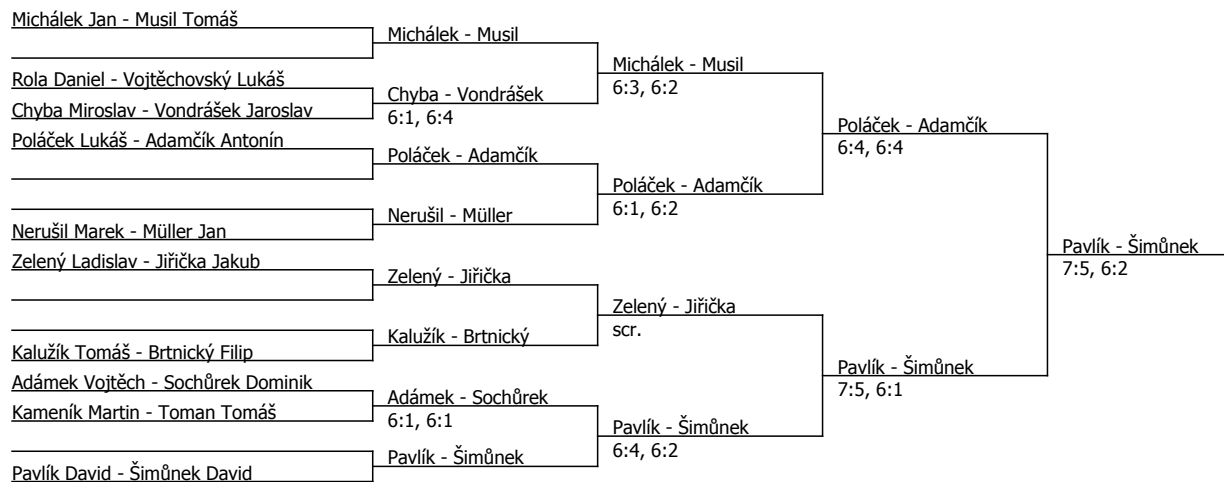 Michálek Jan - Musil Tomáš
Rola Daniel - Vojtěchovský Lukáš
Chyba Miroslav - Vondrášek Jaroslav
Poláček Lukáš - Adamčík Antonín
Nerušil Marek - Müller Jan
Zelený Ladislav - Jiřička Jakub
Kalužík Tomáš - Brtnický Filip
Adámek Vojtěch - Sochůrek Dominik
Kameník Martin - Toman Tomáš
Pavlík David - Šimůnek David
Michálek - Musil
Chyba - Vondrášek
6:1, 6:4
Poláček - Adamčík
Nerušil - Müller
Zelený - Jiřička
Kalužík - Brtnický
Adámek - Sochůrek
6:1, 6:1
Pavlík - Šimůnek
Michálek - Musil
6:3, 6:2
Poláček - Adamčík
6:1, 6:2
Zelený - Jiřička
scr.
Pavlík - Šimůnek
6:4, 6:2
Poláček - Adamčík
6:4, 6:4
Pavlík - Šimůnek
7:5, 6:1
Pavlík - Šimůnek
7:5, 6:2